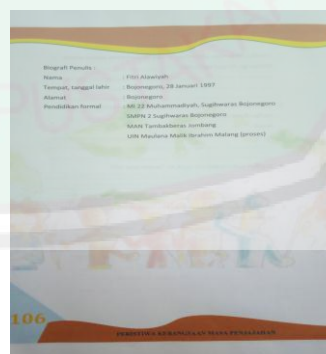 Biografi Penulis :
Nama : Fitri Alawiyah
Tempat, tanggal lahir : Bojonegoro, 28 Januari 1997
Alamat : Bojonegoro
Pendidikan formal : MI 22 Muhammadiyah, Sugihwaras Bojonegoro
SMPN 2 Sugihwaras Bojonegoro
MAN Tambakberas Jombang
UIN Maulana Malik Ibrahim Malang (proses)
106
PERISTIWA KEBANGSAAN MASA PENJAJAHAN